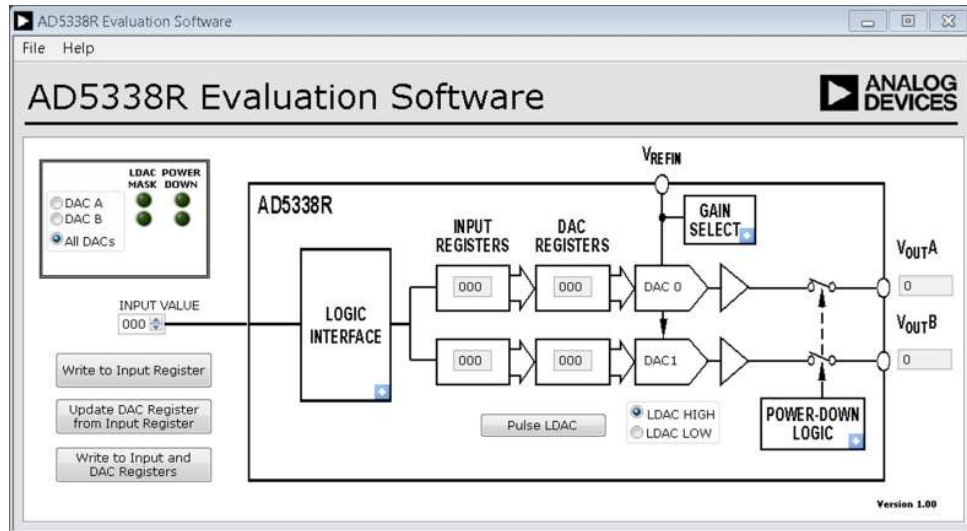 AD5338R Evaluation Software
File Help
AD5338R Evaluation Software
ANALOG
DEVICES
LDAC POWER
MASK DOWN
DAC A
DAC B
All DACs
INPUT VALUE
000
Write to Input Register
Update DAC Register
from Input Register
Write to Input and
DAC Registers
AD5338R
LOGIC
INTERFACE
INPUT
REGISTERS
DAC
REGISTERS
VREFIN
GAIN
SELECT
000
000
DAC 0
000
000
DAC1
VOUTA
0
VOUTB
0
Pulse LDAC
LDAC HIGH
LDAC LOW
POWER-DOWN
LOGIC
Version 1.00